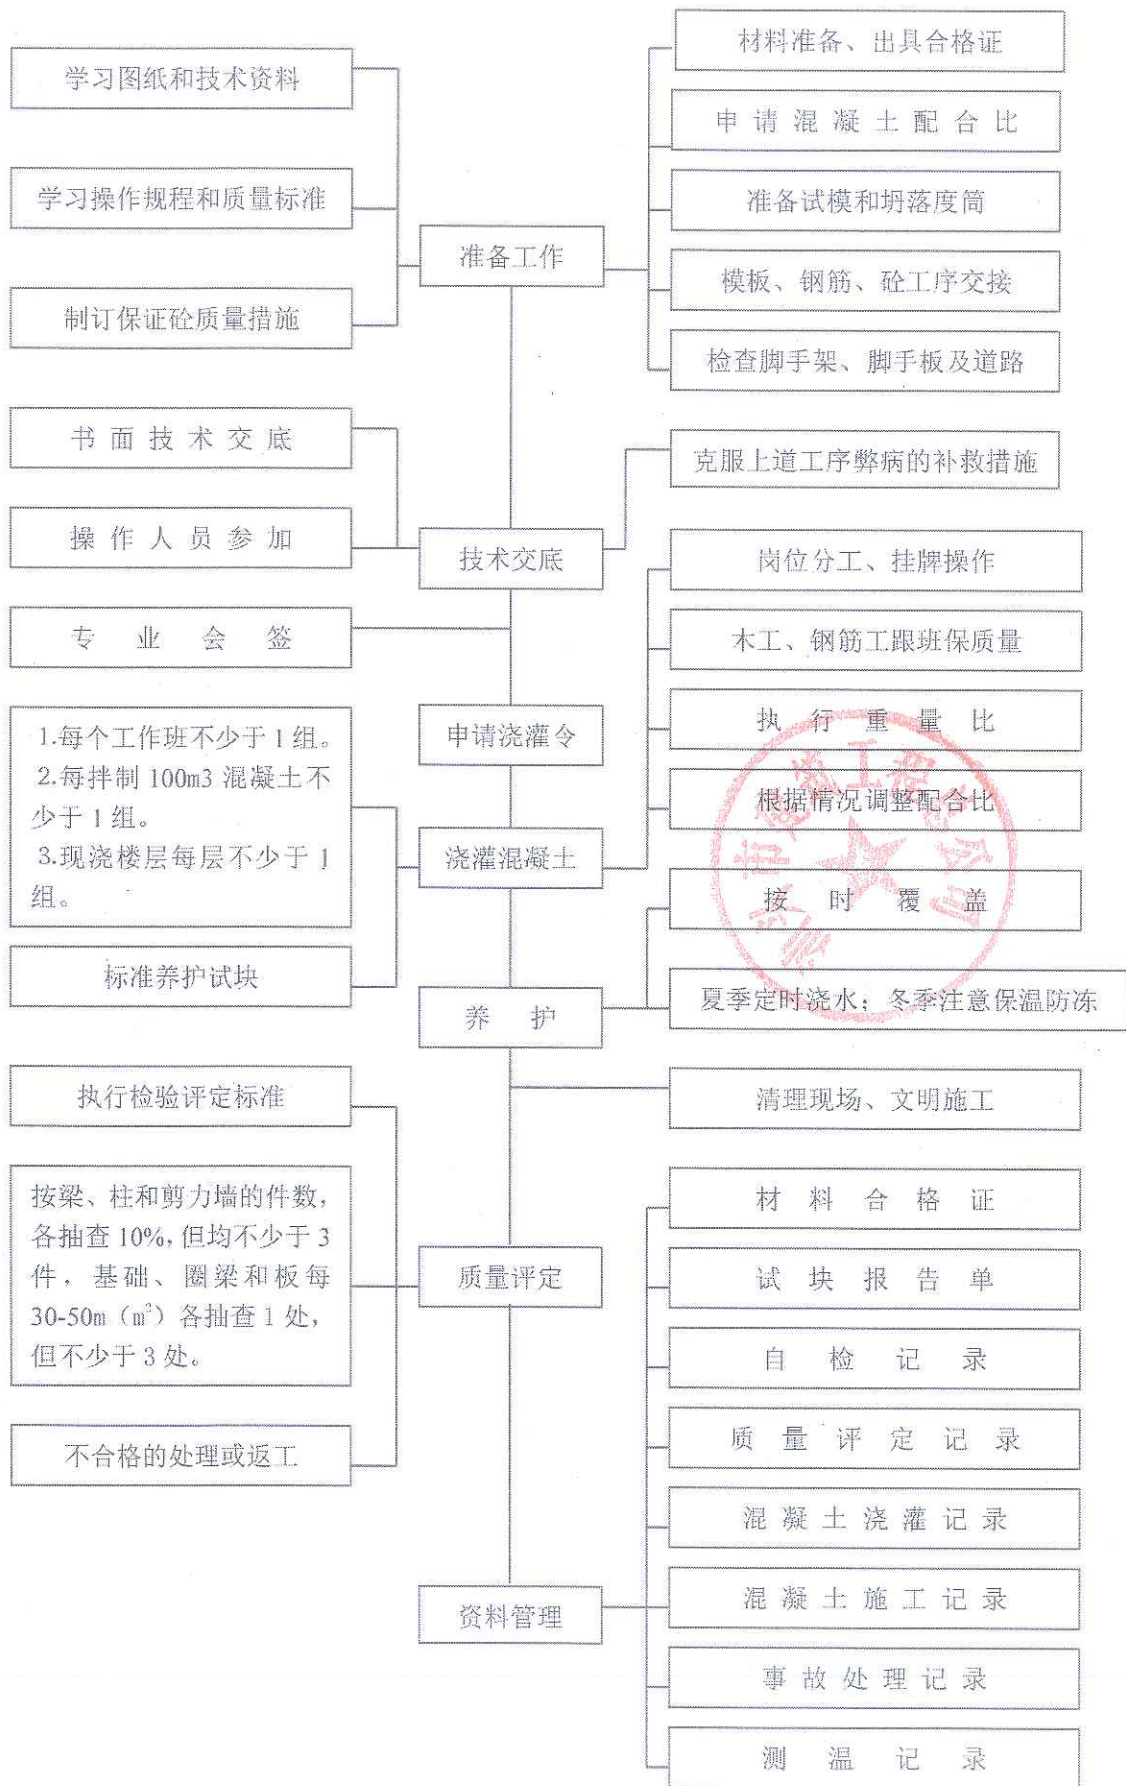 学习图纸和技术资料
学习操作规程和质量标准
制订保证砼质量措施
准备工作
材料准备、出具合格证
申请混凝土配合比
准备试模和坍落度筒
模板、钢筋、砼工序交接
检查脚手架、脚手板及道路
书面技术交底
操作人员参加
专业会签
技术交底
克服上道工序弊病的补救措施
申请浇灌令
1.每个工作班不少于1组。
2.每拌制100m3混凝土不
少于1组。
3.现浇楼层每层不少于1
组。
标准养护试块
浇灌混凝土
岗位分工、挂牌操作
木工、钢筋工跟班保质量
执行重量比
根据情况调整配合比
养护
按时覆盖
夏季定时浇水；冬季注意保温防冻
清理现场、文明施工
执行检验评定标准
按梁、柱和剪力墙的件数，
各抽查10%，但均不少于3
件，基础、圈梁和板每
30-50m（m³）各抽查1处，
但不少于3处。
不合格的处理或返工
质量评定
资料管理
材料合格证
试块报告单
自检记录
质量评定记录
混凝土浇灌记录
混凝土施工记录
事故处理记录
测温记录